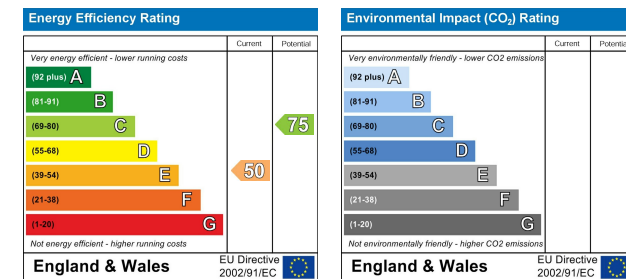 Energy Efficiency Rating
Current Potential
Very energy efficient - lower running costs
(92 plus) A
(81-91) B
(69-80) C
75
(55-68) D
(39-54) E
50
(21-38) F
(1-20) G
Not energy efficient - higher running costs
England & Wales
EU Directive
2002/91/EC
Environmental Impact (CO₂) Rating
Current Potential
Very environmentally friendly - lower CO2 emissions
(92 plus) A
(81-91) B
(69-80) C
(55-68) D
(39-54) E
(21-38) F
(1-20) G
Not environmentally friendly - higher CO2 emissions
England & Wales
EU Directive
2002/91/EC